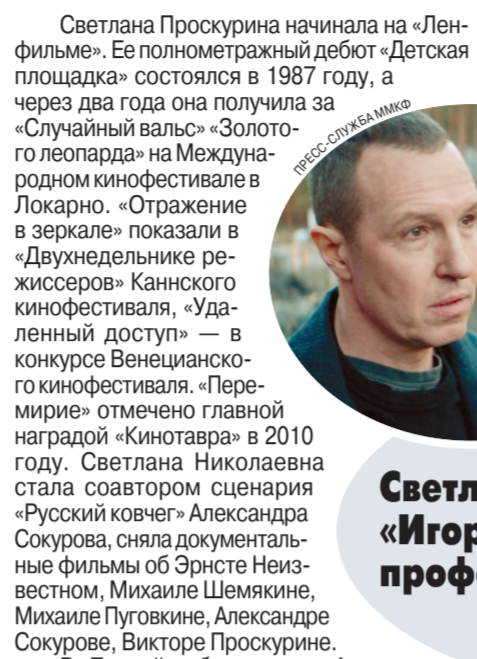 Светлана Проскурина начинала на «Лен-
фильме». Ее полнометражный дебют «Детская
площадка» состоялся в 1987 году, а
через два года она получила за
«Случайный вальс» «Золото-
го леопарда» на Междуна-
родном кинофестивале в
Локарно. «Отражение
в зеркале» показали в
«Двухнедельнике ре-
жиссеров» Каннского
кинофестиваля, «Уда-
ленный доступ» — в
конкурсе Венецианско-
го кинофестиваля. «Пере-
мирие» отмечено главной
наградой «Кинотавра» в 2010
году. Светлана Николаевна
стала соавтором сценария
«Русский ковчег» Александра
Сокурова, сняла документаль-
ные фильмы об Эрнсте Неиз-
вестном, Михаиле Шемякине,
Михаиле Пуговкине, Александре
Сокурове, Викторе Проскурине.
ПРЕСС-СЛУЖБА ММКФ
Светл
«Игор
проф